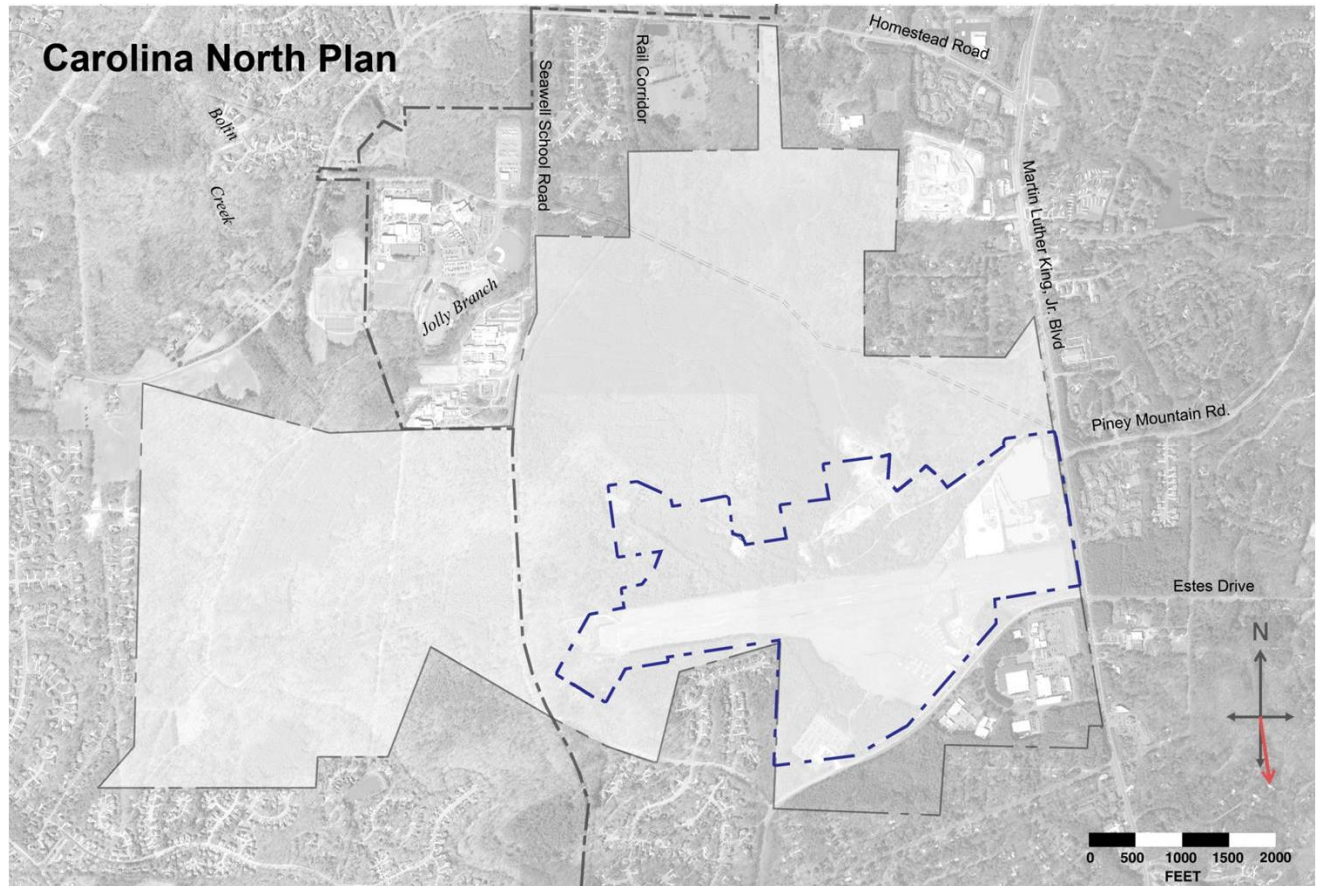 Carolina North Plan
Homestead Road
Rail Corridor
Seawell School Road
Bolin
Creek
Martin Luther King, Jr. Blvd
Jolly Branch
Piney Mountain Rd.
Estes Drive
N
0 500 1000 1500 2000
FEET